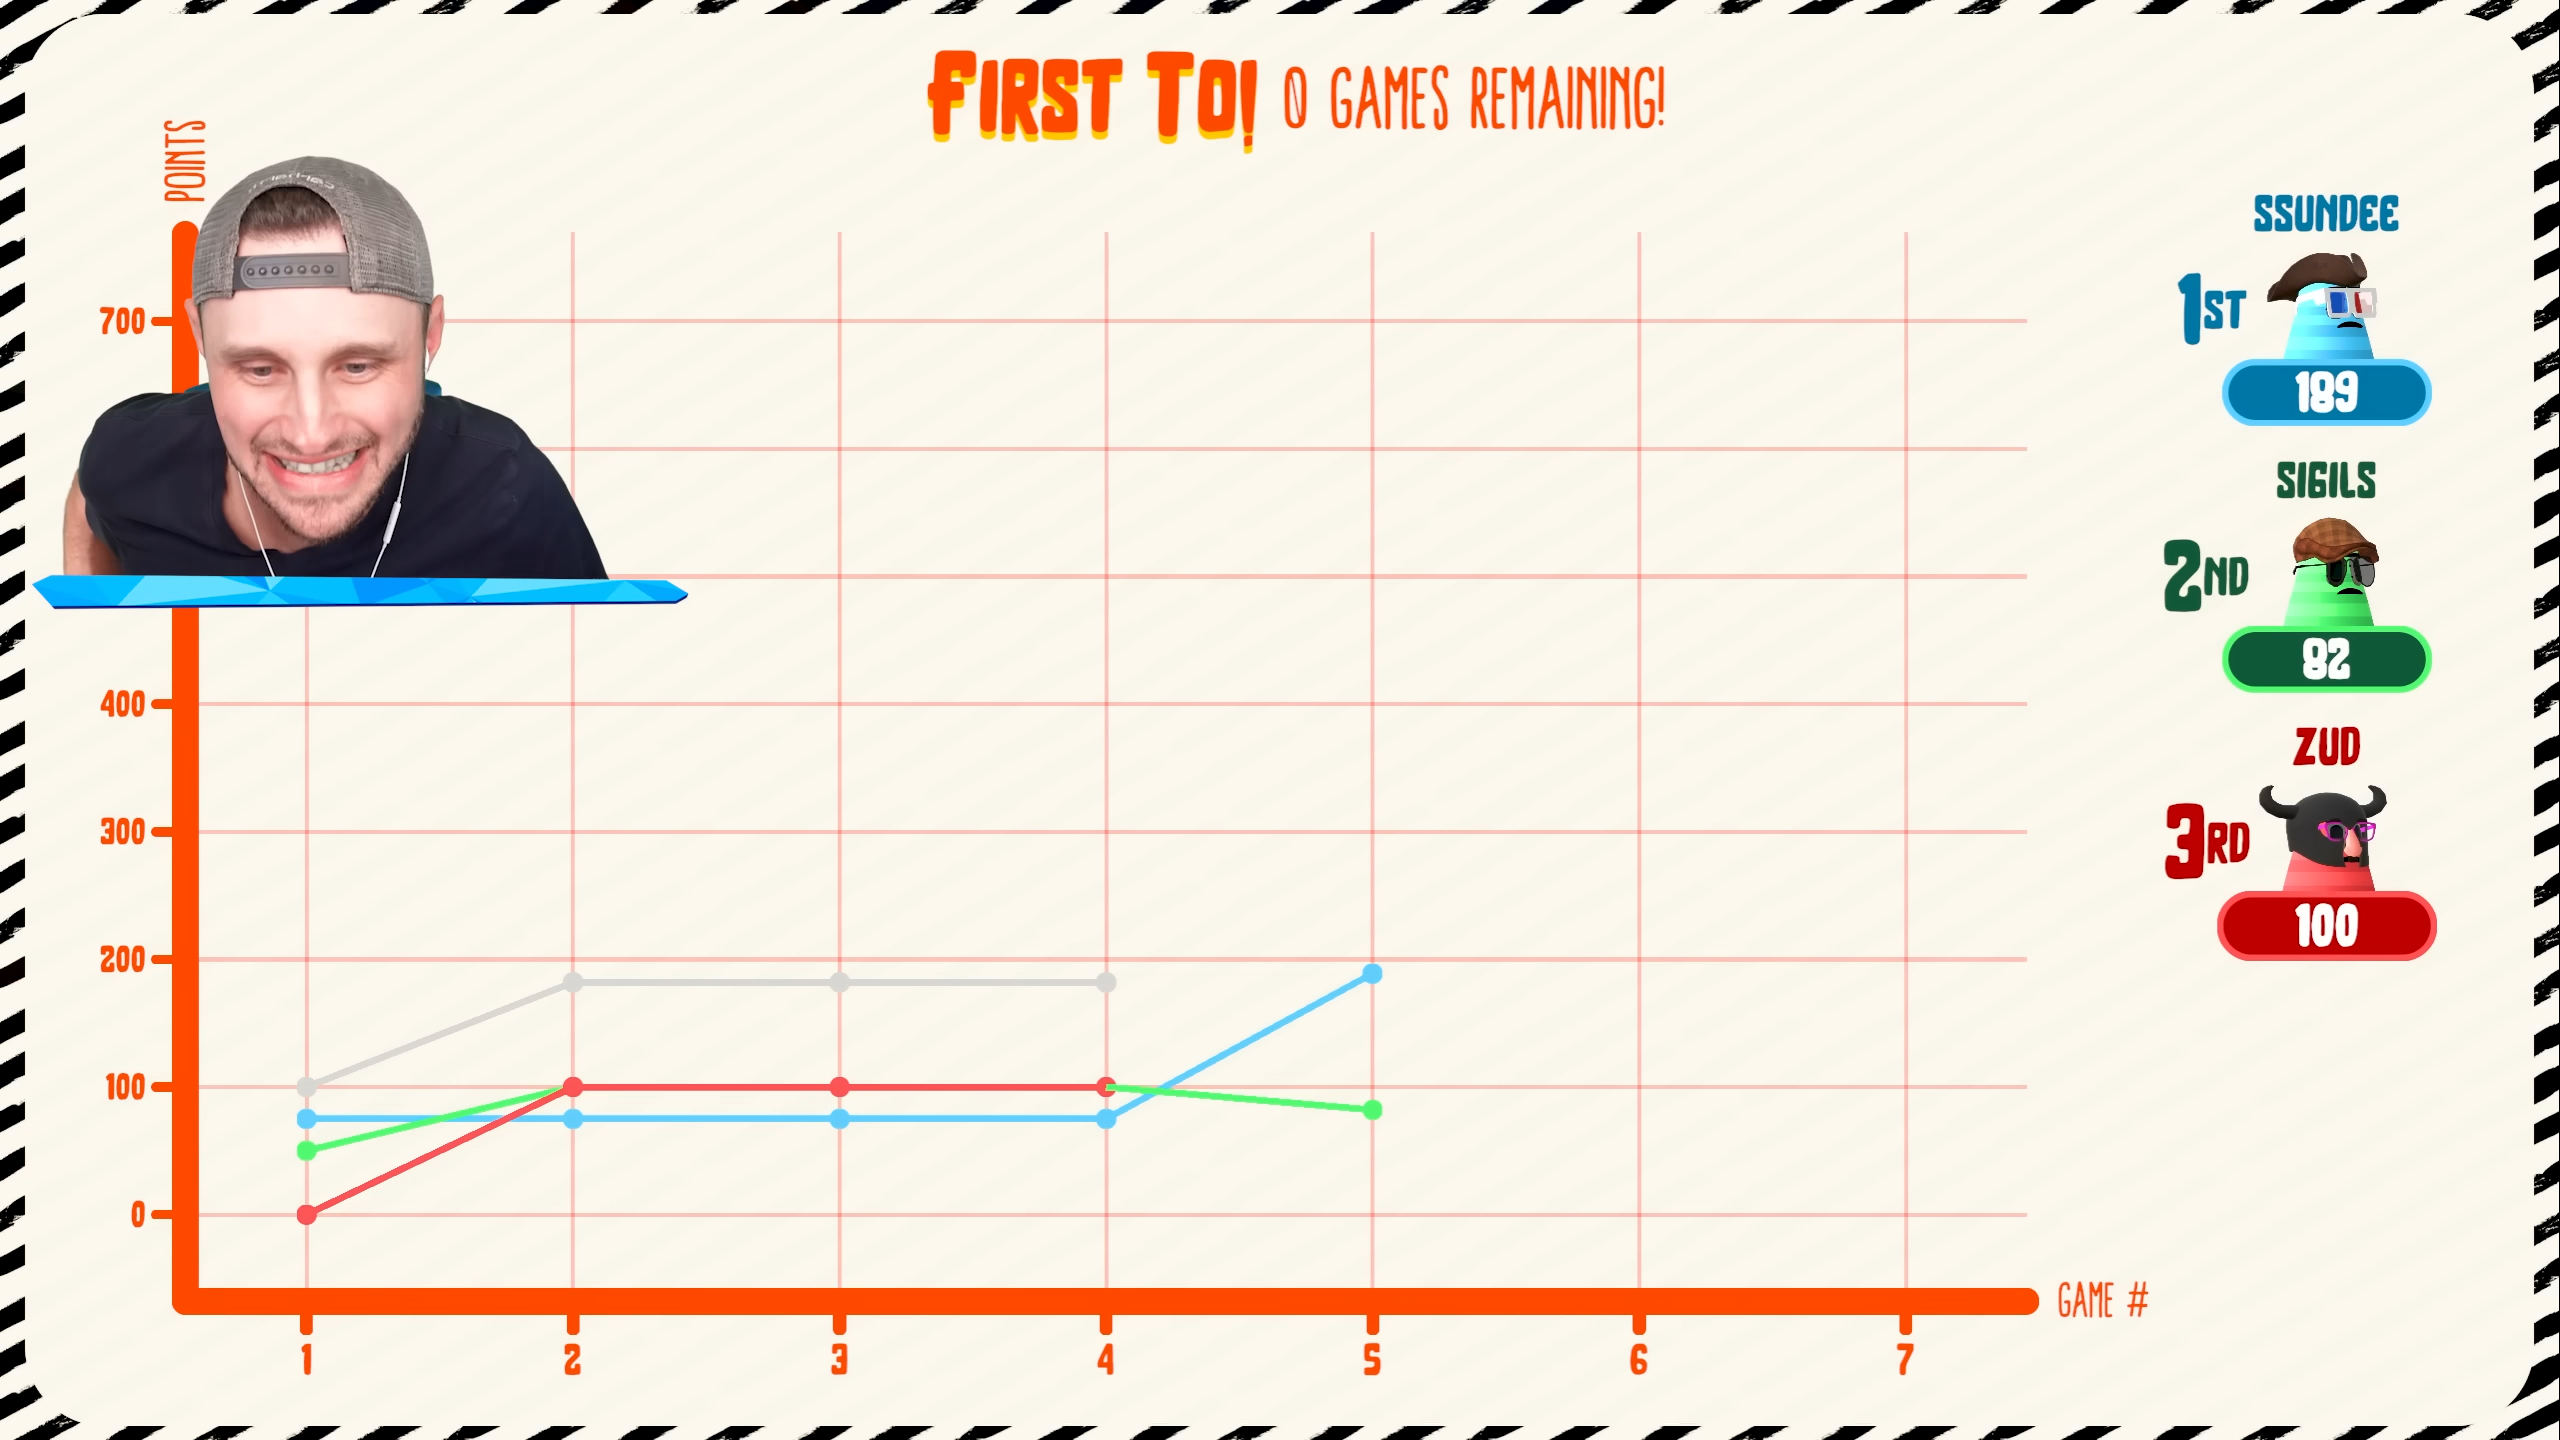 FIRST TO! 0 GAMES REMAINING!
POINTS
700
400
300
200
100
0
1 2 3 4 5 6 7
GAME #
SSUNDEE
1ST
189
SIGILS
2ND
82
ZUD
3RD
100